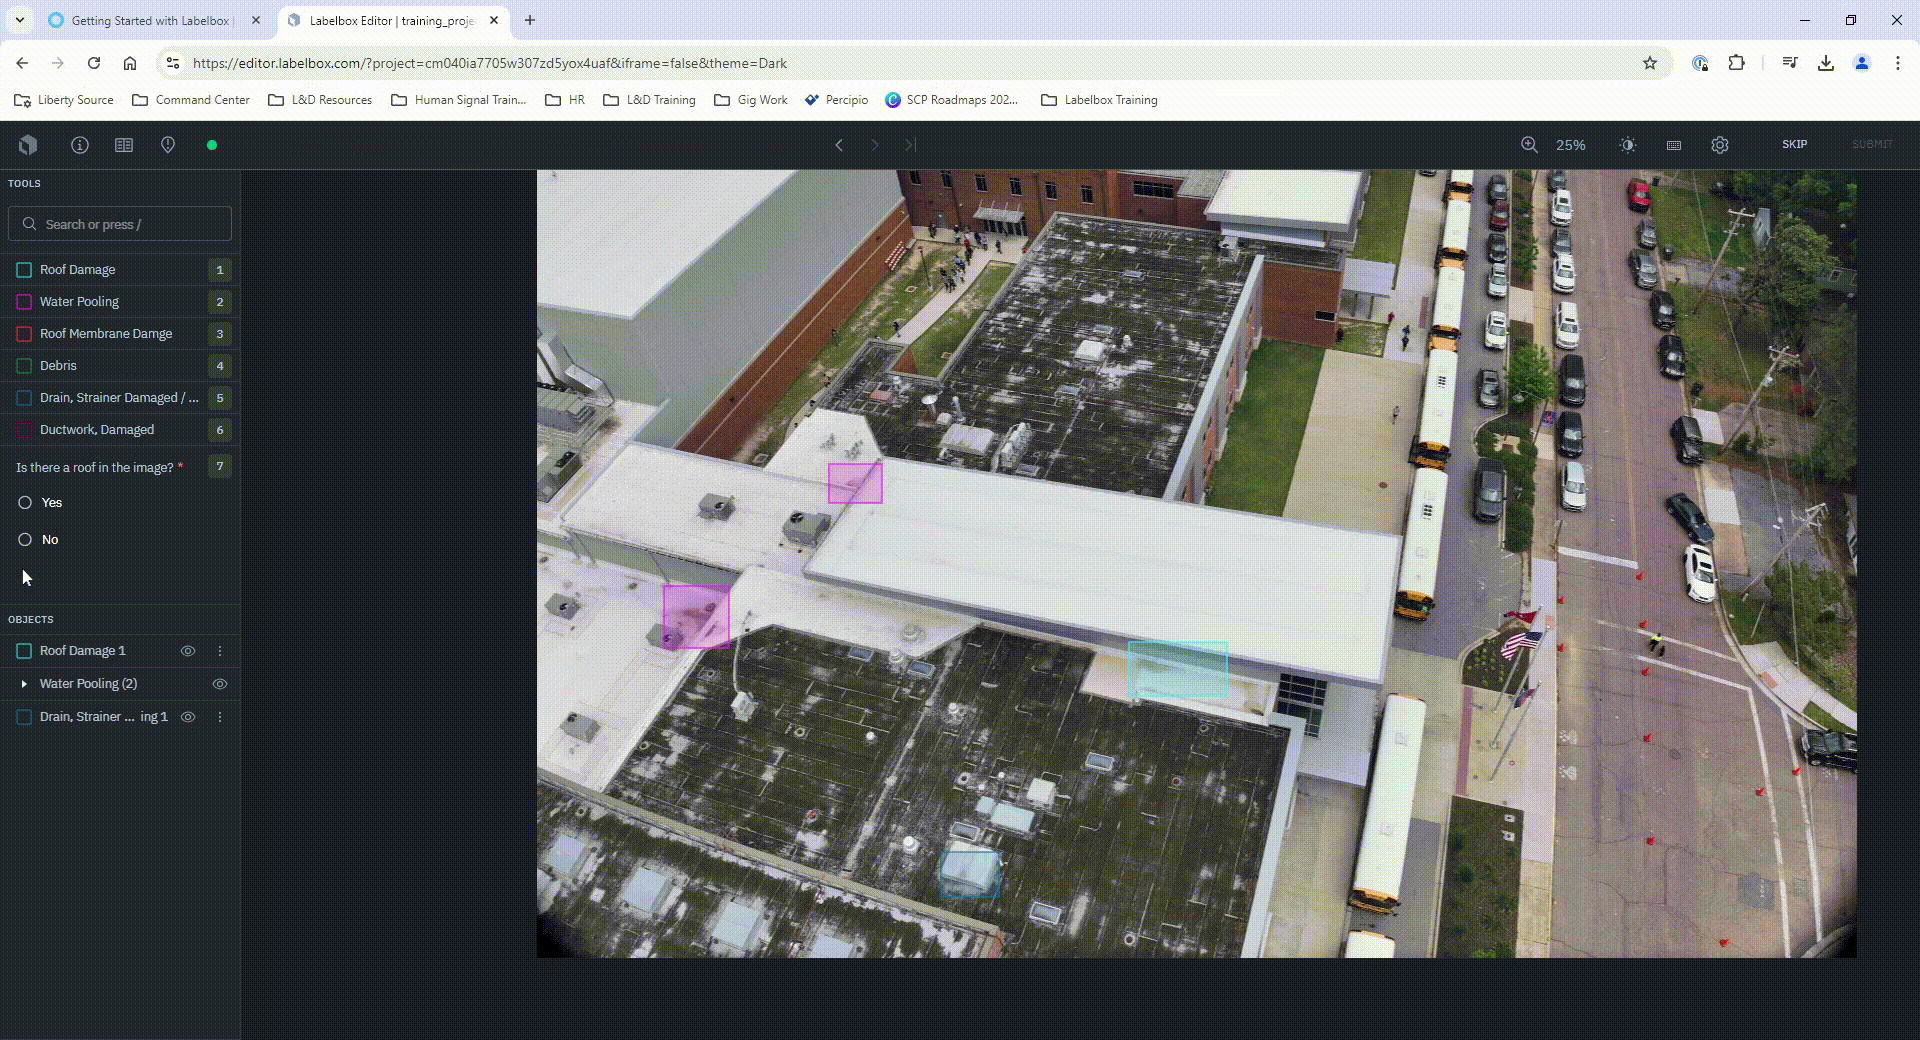 Getting Started with Labelbox |
Labelbox Editor | training_proje
https://editor.labelbox.com/?project=cm040ia7705w307zd5yox4uaf&iframe=false&theme=Dark
Liberty Source
Command Center
L&D Resources
Human Signal Train...
HR
L&D Training
Gig Work
Percipio
SCP Roadmaps 202...
Labelbox Training
25%
SKIP
SUBMIT
TOOLS
Search or press /
Roof Damage 1
Water Pooling 2
Roof Membrane Damge 3
Debris 4
Drain, Strainer Damaged / ... 5
Ductwork, Damaged 6
Is there a roof in the image? * 7
Yes
No
OBJECTS
Roof Damage 1
Water Pooling (2)
Drain, Strainer ... ing 1